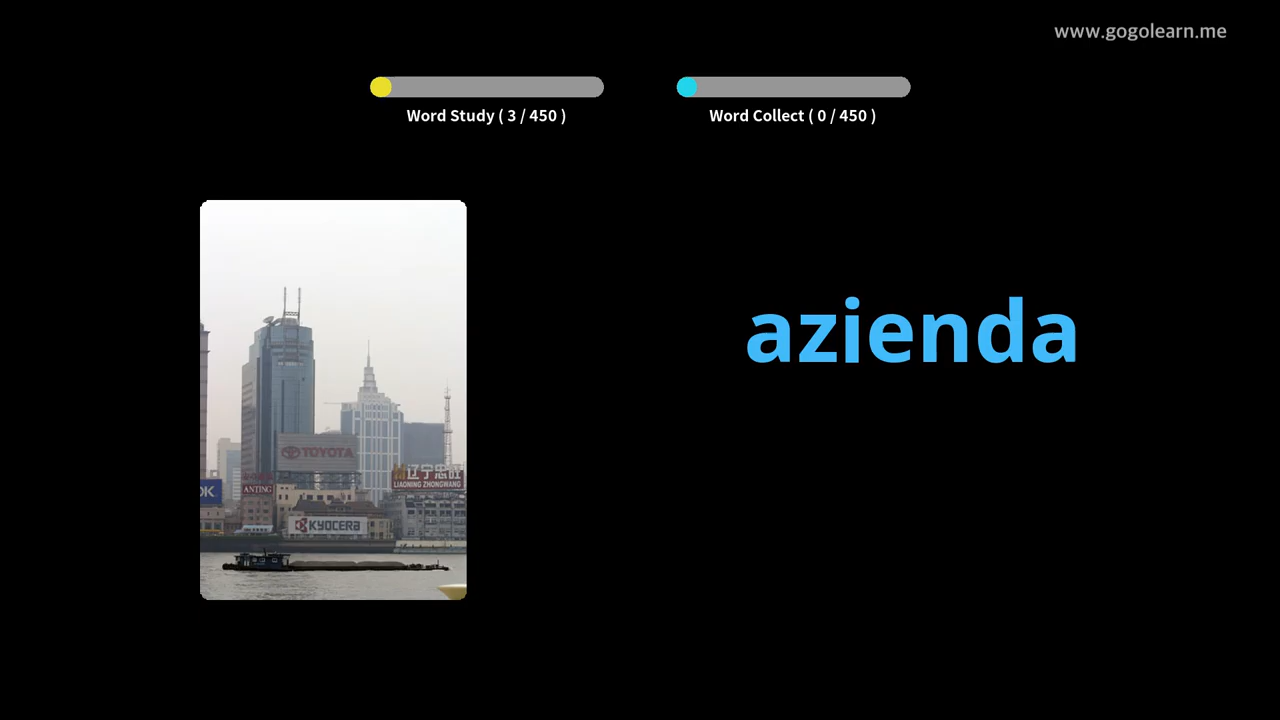 www.gogolearn.me
Word Study ( 3 / 450 )
Word Collect ( 0 / 450 )
azienda
TOYOTA
辽宁忠旺
LIAONING ZHONGWANG
OK
ANTING
KYOCERA